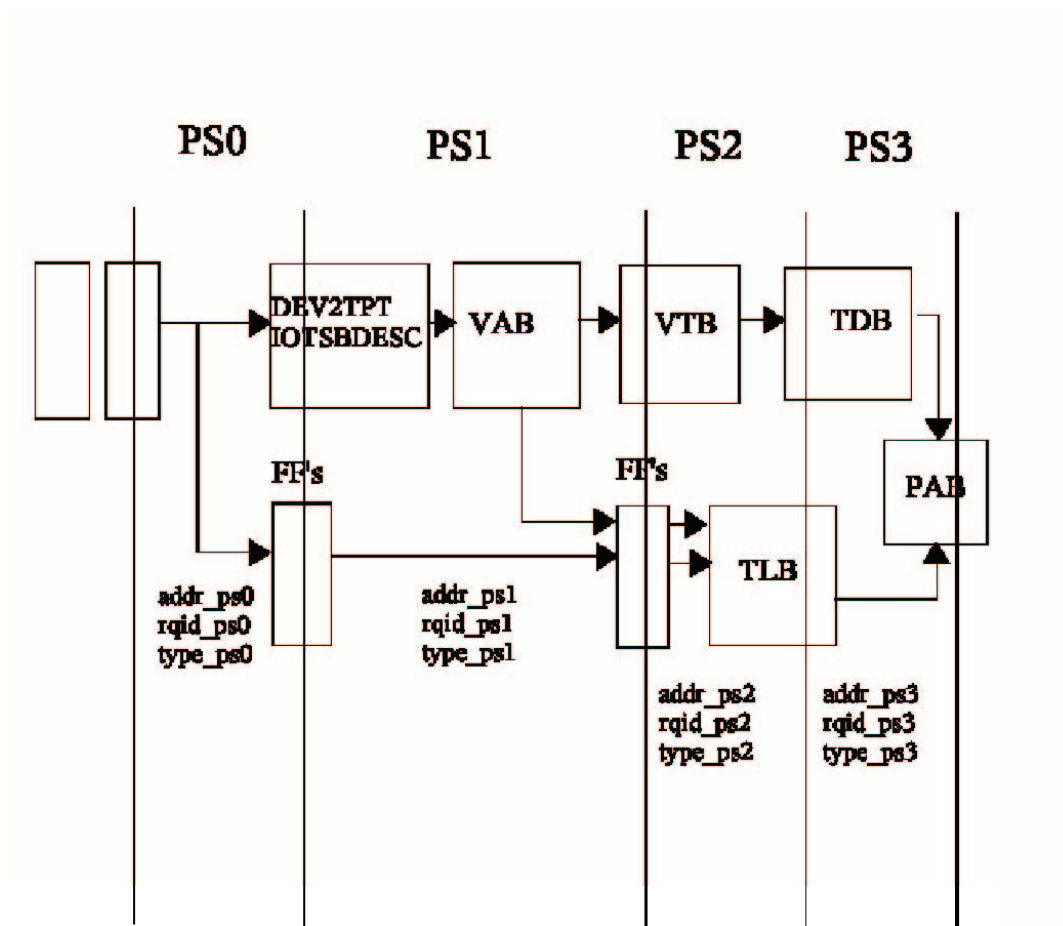 PS0
PS1
PS2
PS3
DEV2TPT
IOTSBDESC
VAB
VTB
TDB
PAB
FF's
FF's
TLB
addr_ps0
rqid_ps0
type_ps0
addr_ps1
rqid_ps1
type_ps1
addr_ps2
rqid_ps2
type_ps2
addr_ps3
rqid_ps3
type_ps3